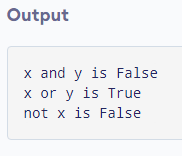 Output
x and y is False
x or y is True
not x is False